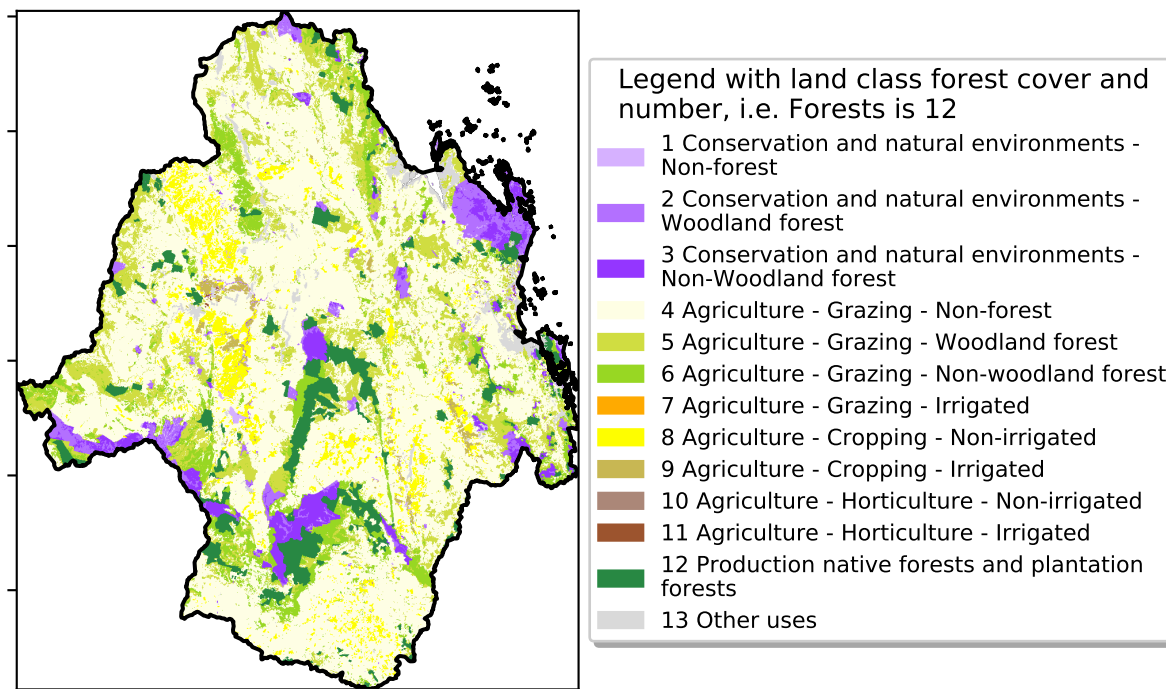 Legend with land class forest cover and
number, i.e. Forests is 12
1 Conservation and natural environments -
Non-forest
2 Conservation and natural environments -
Woodland forest
3 Conservation and natural environments -
Non-Woodland forest
4 Agriculture - Grazing - Non-forest
5 Agriculture - Grazing - Woodland forest
6 Agriculture - Grazing - Non-woodland forest
7 Agriculture - Grazing - Irrigated
8 Agriculture - Cropping - Non-irrigated
9 Agriculture - Cropping - Irrigated
10 Agriculture - Horticulture - Non-irrigated
11 Agriculture - Horticulture - Irrigated
12 Production native forests and plantation
forests
13 Other uses